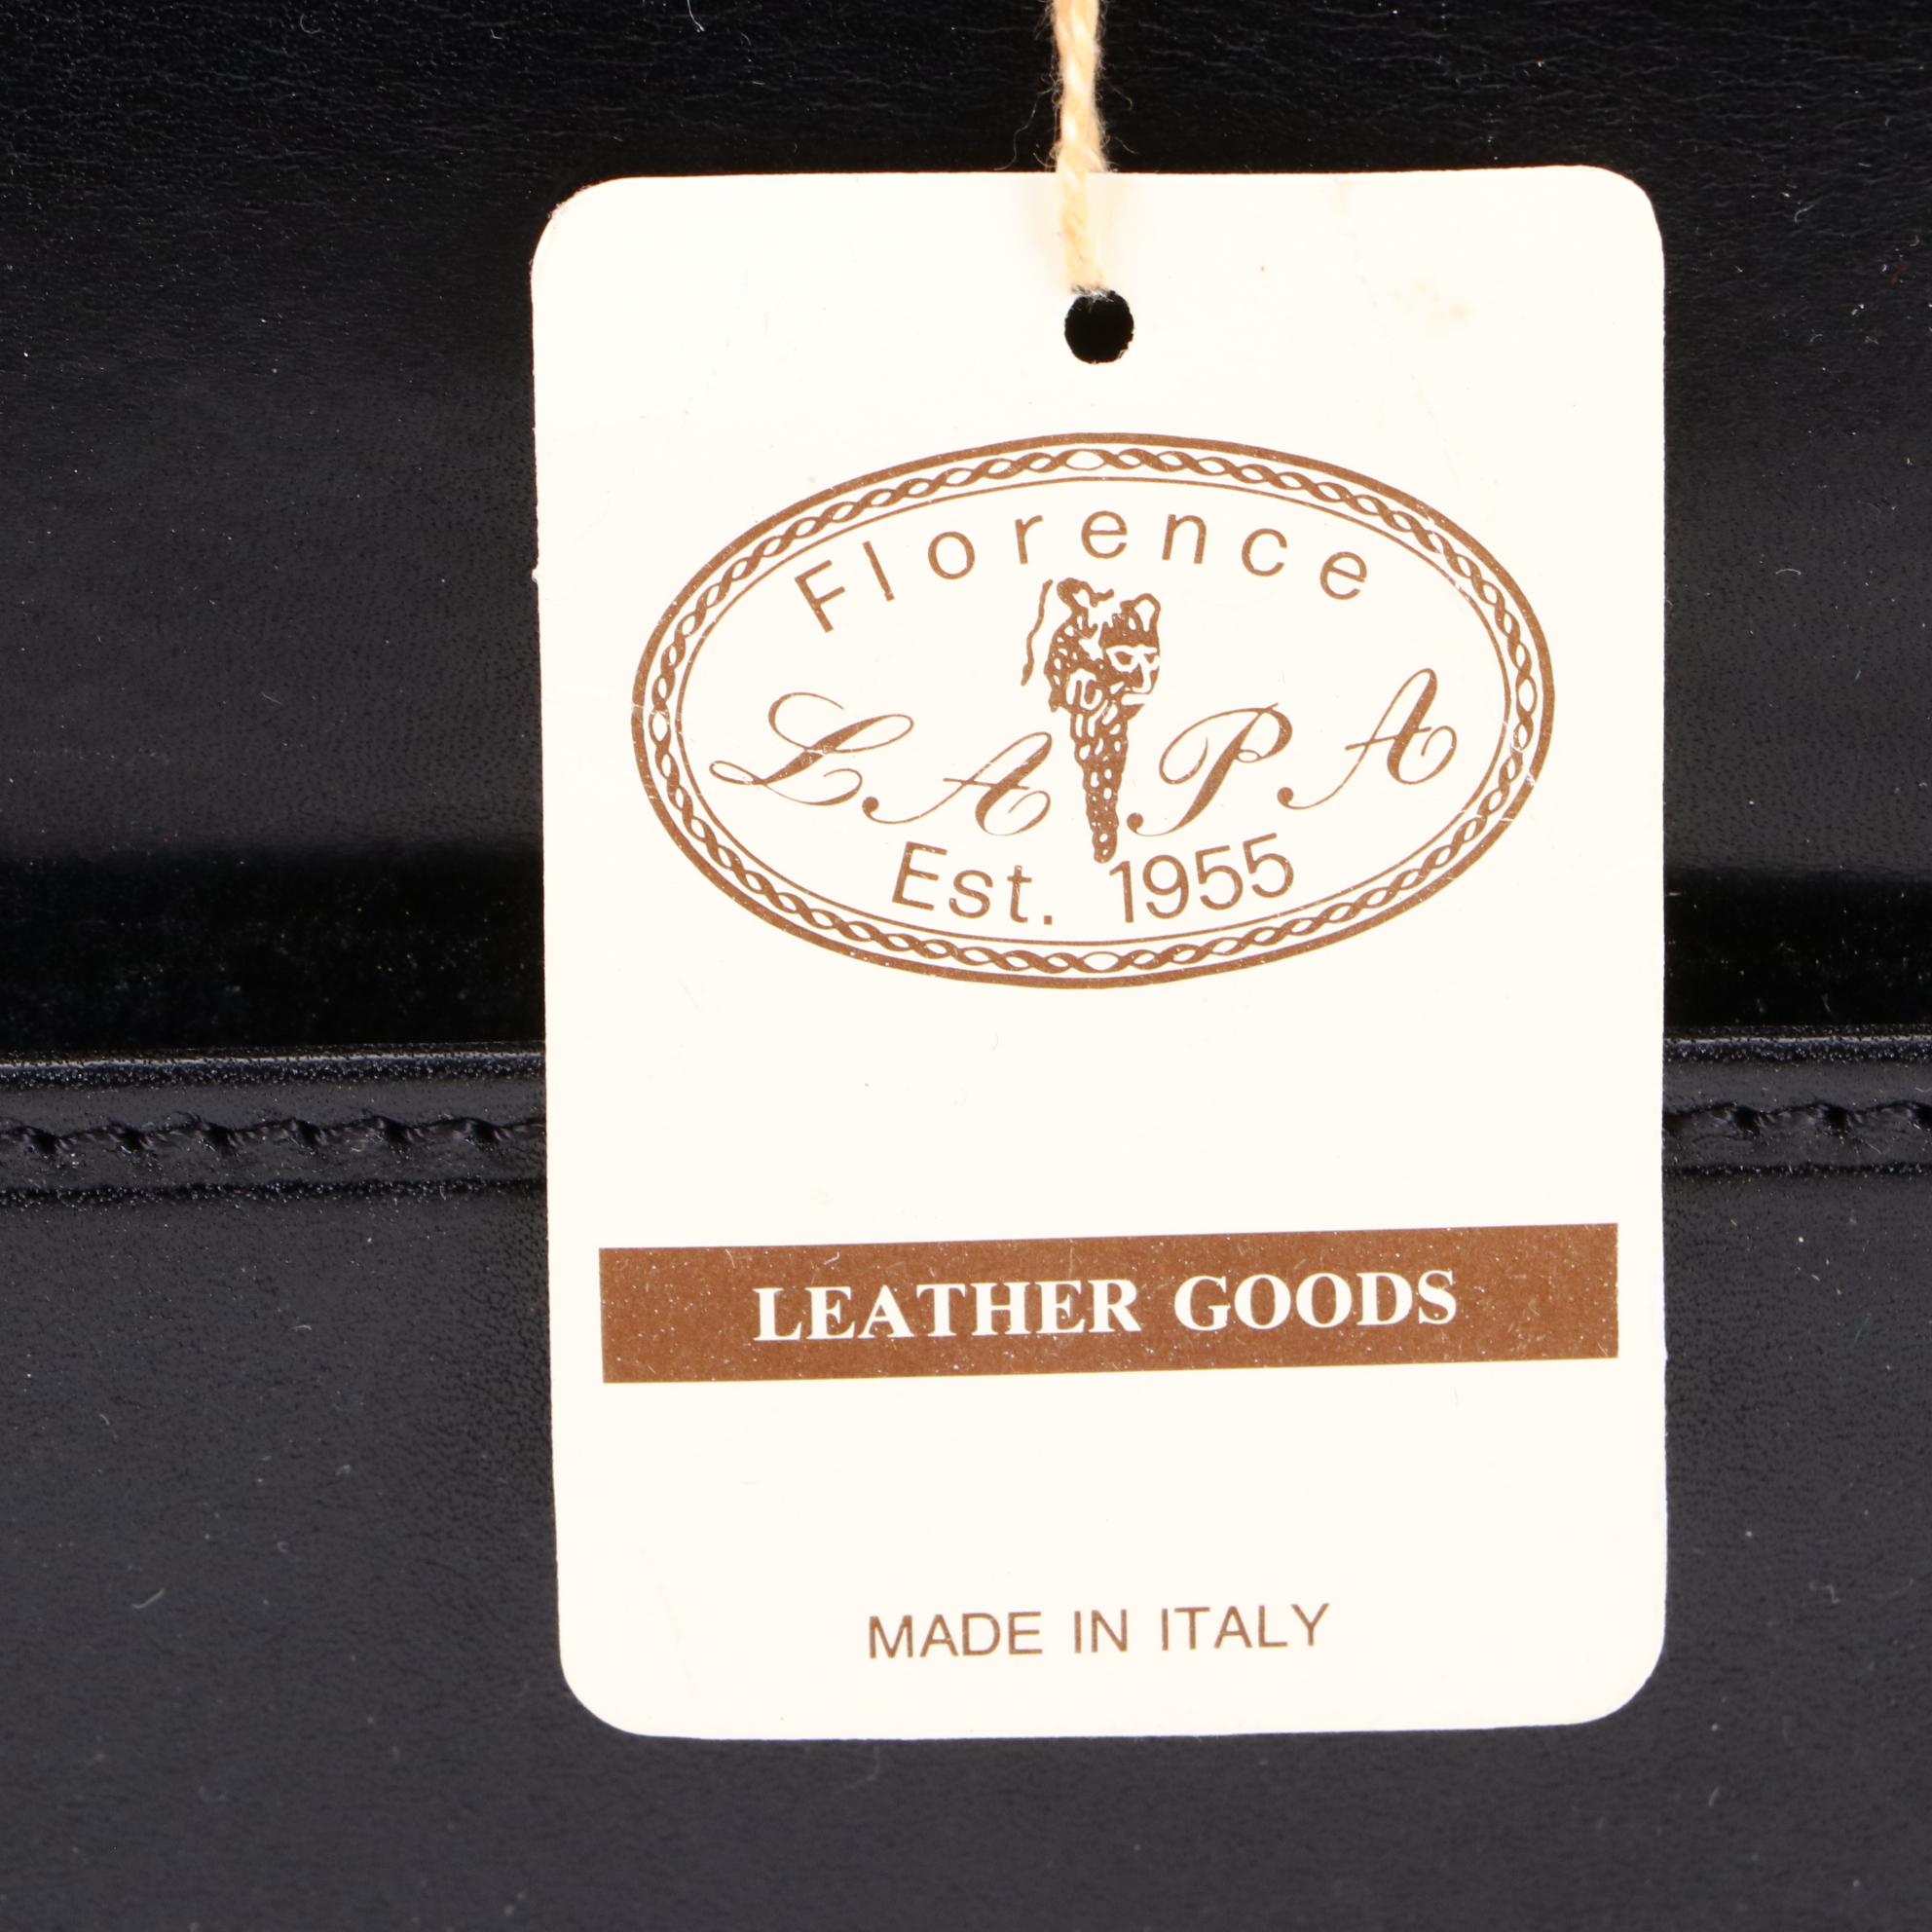 Florence
L.A.P.A
Est. 1955
LEATHER GOODS
MADE IN ITALY